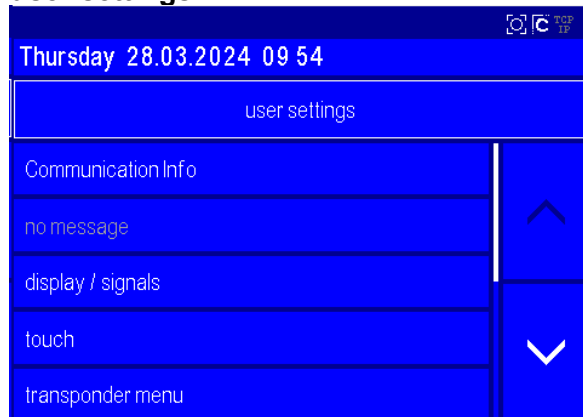 TCP
IP
Thursday 28.03.2024 09 54
user settings
Communication Info
no message
display / signals
touch
transponder menu